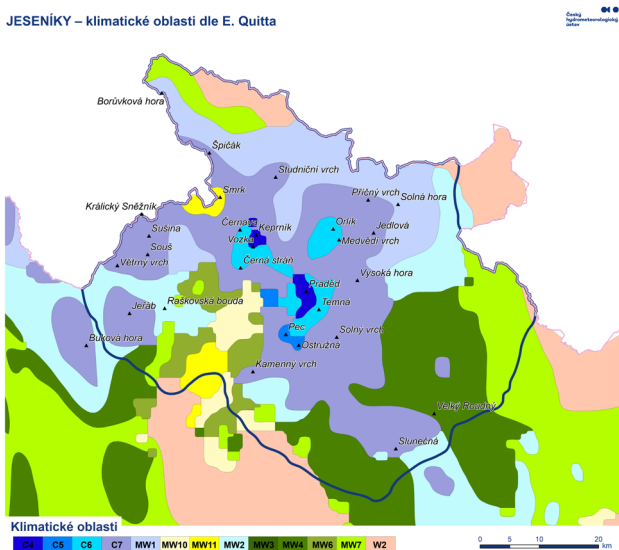 JESENÍKY – klimatické oblasti dle E. Quitta
Český
hydrometeorologický
ústav
Borůvková hora
Špičák
Studniční vrch
Smrk
Příčný vrch
Solná hora
Králický Sněžník
Černava
Keprník
Orlík
Sušina
Vozka
Jedlová
Medvědí vrch
Souš
Větrný vrch
Černá stráň
Vysoká hora
Praděd
Raškovská bouda
Temná
Jeřáb
Pec
Solný vrch
Buková hora
Ostružná
Kamenný vrch
Velký Roudný
Slunečná
Klimatické oblasti
C4 C5 C6 C7 MW1 MW10 MW11 MW2 MW3 MW4 MW6 MW7 W2
0 5 10 20
km